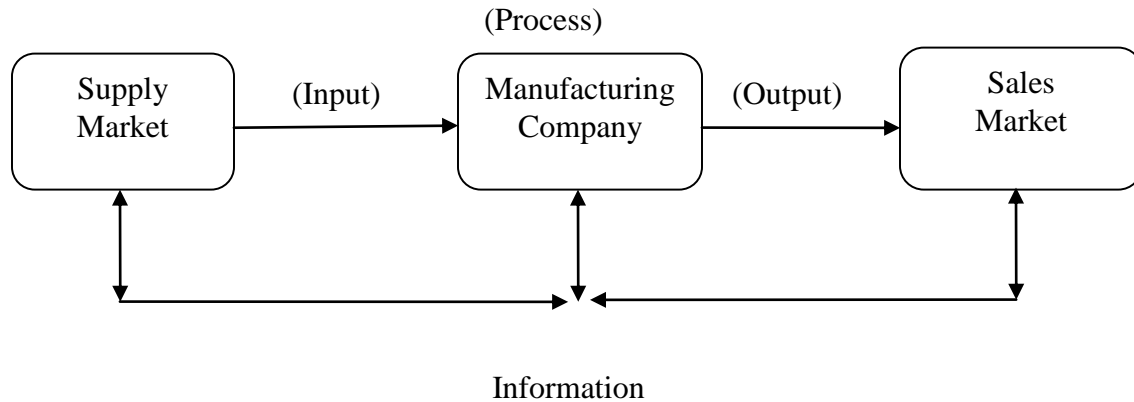 (Process)
Supply
Market
(Input)
Manufacturing
Company
(Output)
Sales
Market
Information